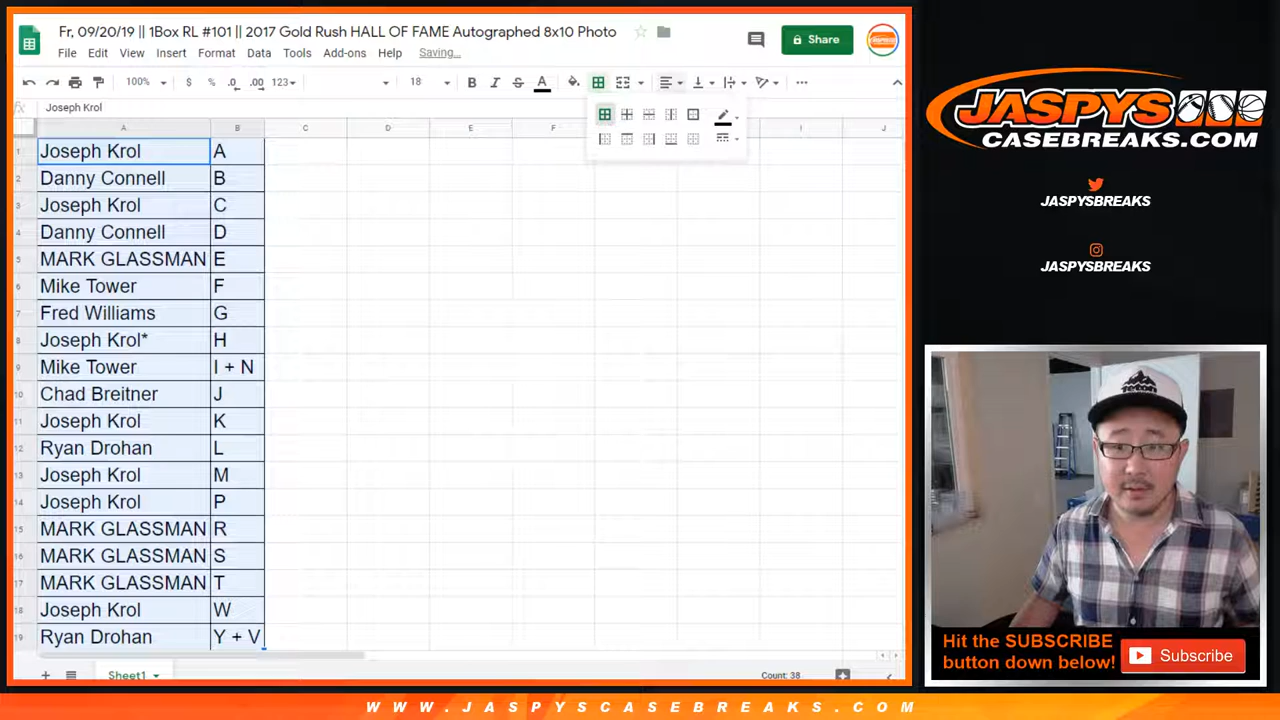 Fr, 09/20/19 || 1Box RL #101 || 2017 Gold Rush HALL OF FAME Autographed 8x10 Photo
Share
File Edit View Insert Format Data Tools Add-ons Help Saving...
100% $ % .0 .00 123 18 B I S A
fx Joseph Krol
A B C D E F I J
1 Joseph Krol A
2 Danny Connell B
3 Joseph Krol C
4 Danny Connell D
5 MARK GLASSMAN E
6 Mike Tower F
7 Fred Williams G
8 Joseph Krol* H
9 Mike Tower I + N
10 Chad Breitner J
11 Joseph Krol K
12 Ryan Drohan L
13 Joseph Krol M
14 Joseph Krol P
15 MARK GLASSMAN R
16 MARK GLASSMAN S
17 MARK GLASSMAN T
18 Joseph Krol W
19 Ryan Drohan Y + V
Sheet1
Count: 38
JASPYS
CASEBREAKS.COM
JASPYSBREAKS
JASPYSBREAKS
Teton
Hit the SUBSCRIBE
button down below!
Subscribe
WWW.JASPYSCASEBREAKS.COM